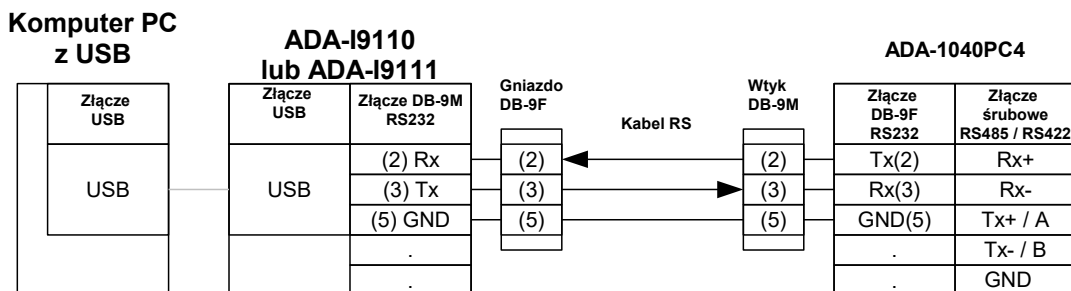 Komputer PC
z USB
ADA-I9110
lub ADA-I9111
ADA-1040PC4
Złącze
USB
Złącze
USB
Złącze DB-9M
RS232
Gniazdo
DB-9F
Kabel RS
Wtyk
DB-9M
Złącze
DB-9F
RS232
Złącze
śrubowe
RS485 / RS422
USB
USB
(2) Rx
(2)
(2)
Tx(2)
Rx+
(3) Tx
(3)
(3)
Rx(3)
Rx-
(5) GND
(5)
(5)
GND(5)
Tx+ / A
.
.
Tx- / B
.
.
GND